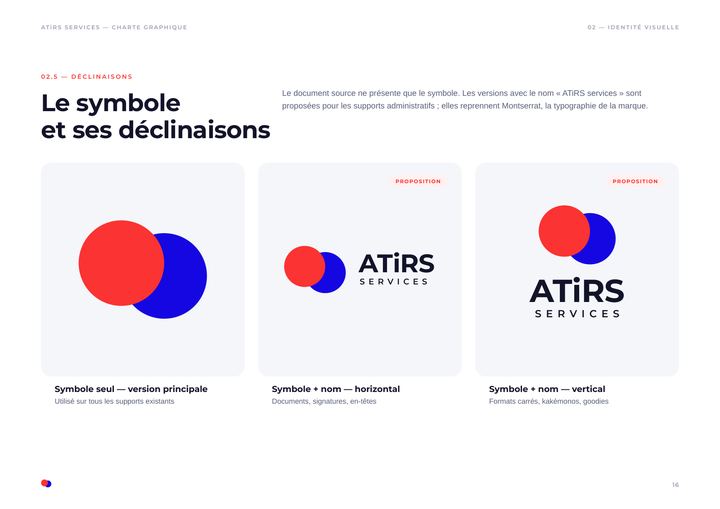 ATiRS SERVICES — CHARTE GRAPHIQUE
02 — IDENTITÉ VISUELLE
02.5 — DÉCLINAISONS
Le symbole
et ses déclinaisons
Le document source ne présente que le symbole. Les versions avec le nom « ATiRS services » sont
proposées pour les supports administratifs ; elles reprennent Montserrat, la typographie de la marque.
PROPOSITION
ATiRS
SERVICES
PROPOSITION
ATiRS
SERVICES
Symbole seul — version principale
Utilisé sur tous les supports existants
Symbole + nom — horizontal
Documents, signatures, en-têtes
Symbole + nom — vertical
Formats carrés, kakémonos, goodies
16